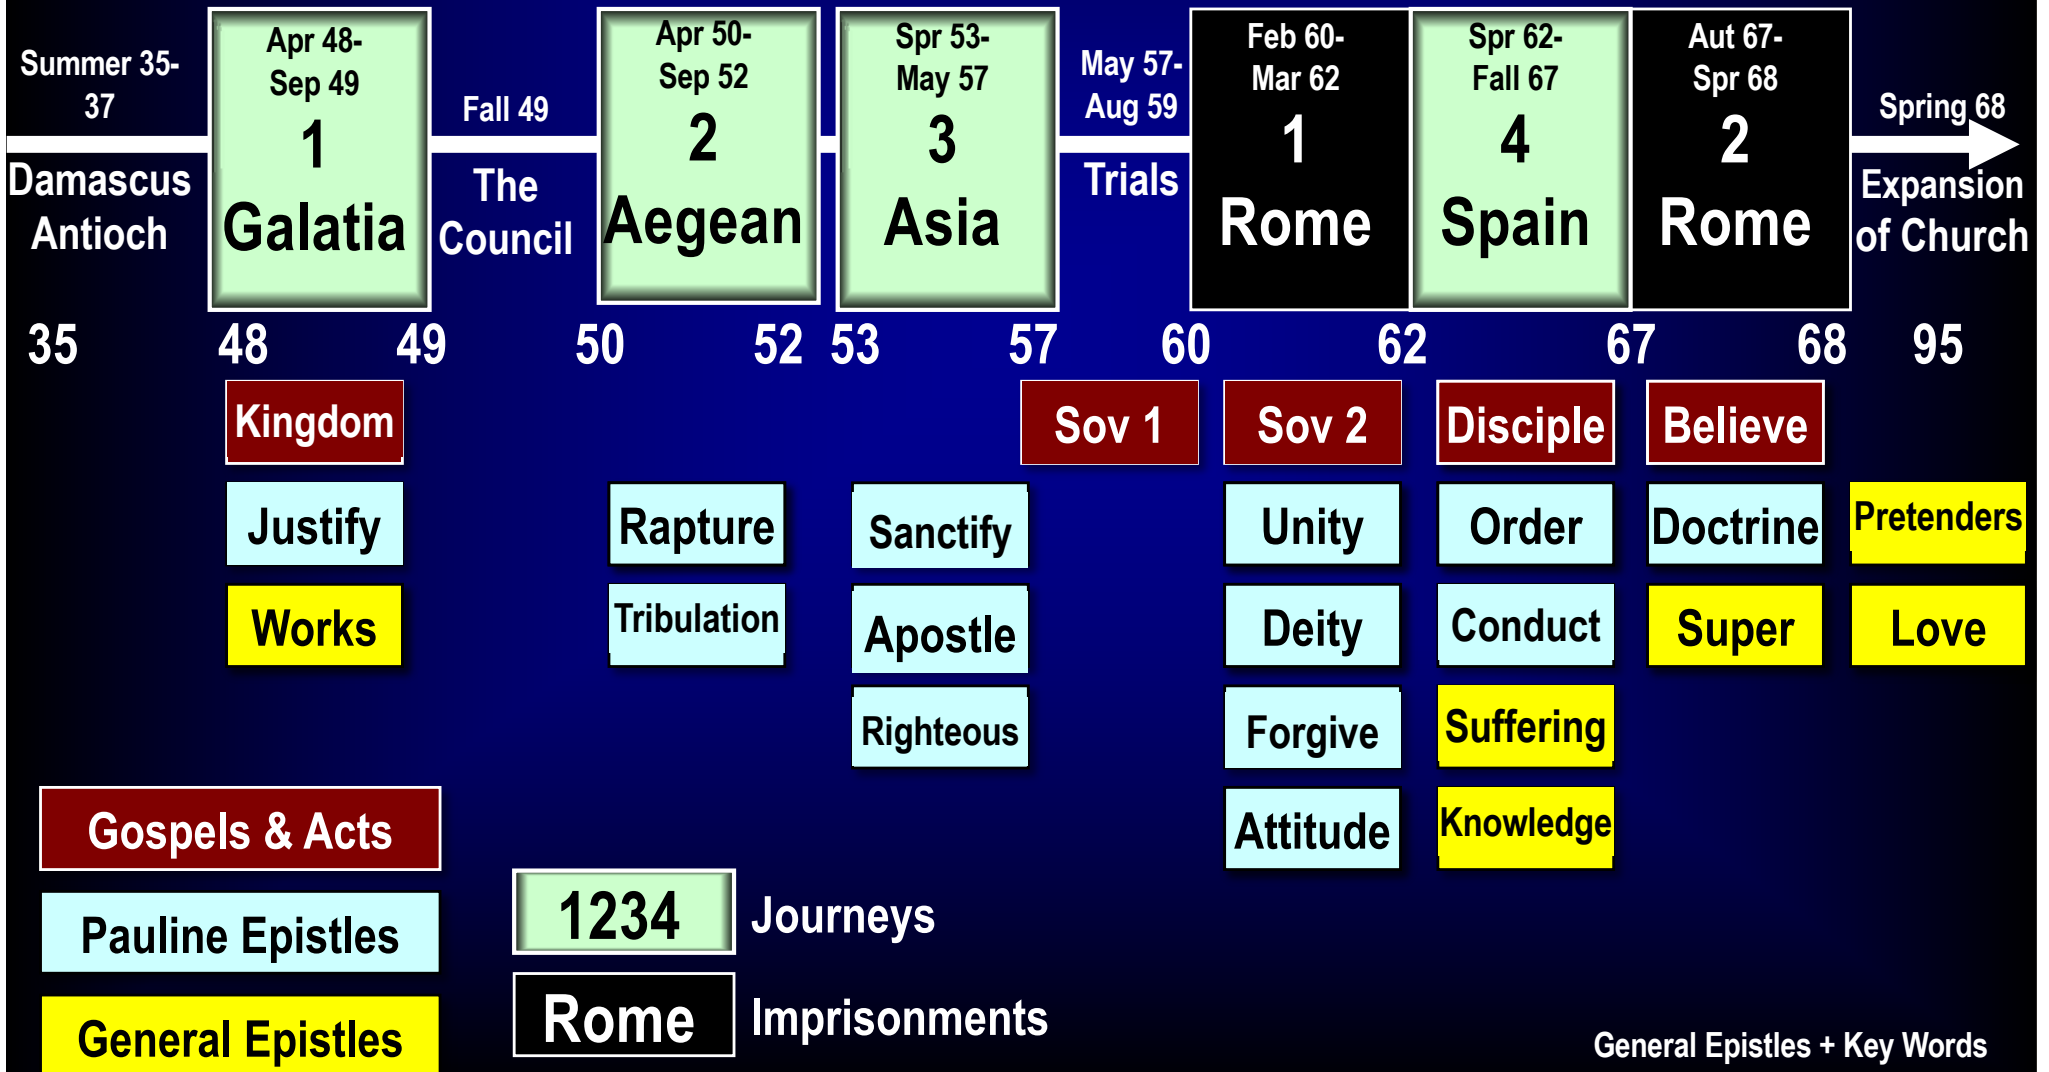 Summer 35-
37
Damascus
Antioch
Apr 48-
Sep 49
1
Galatia
Fall 49
The
Council
Apr 50-
Sep 52
2
Aegean
Spr 53-
May 57
3
Asia
May 57-
Aug 59
Trials
Feb 60-
Mar 62
1
Rome
Spr 62-
Fall 67
4
Spain
Aut 67-
Spr 68
2
Rome
Spring 68
Expansion
of Church
35 48 49 50 52 53 57 60 62 67 68 95
Kingdom Sov 1 Sov 2 Disciple Believe
Justify Rapture Sanctify Unity Order Doctrine Pretenders
Works Tribulation Apostle Deity Conduct Super Love
Righteous Forgive Suffering
Attitude Knowledge
Gospels & Acts
Pauline Epistles
General Epistles
1234 Journeys
Rome Imprisonments
General Epistles + Key Words